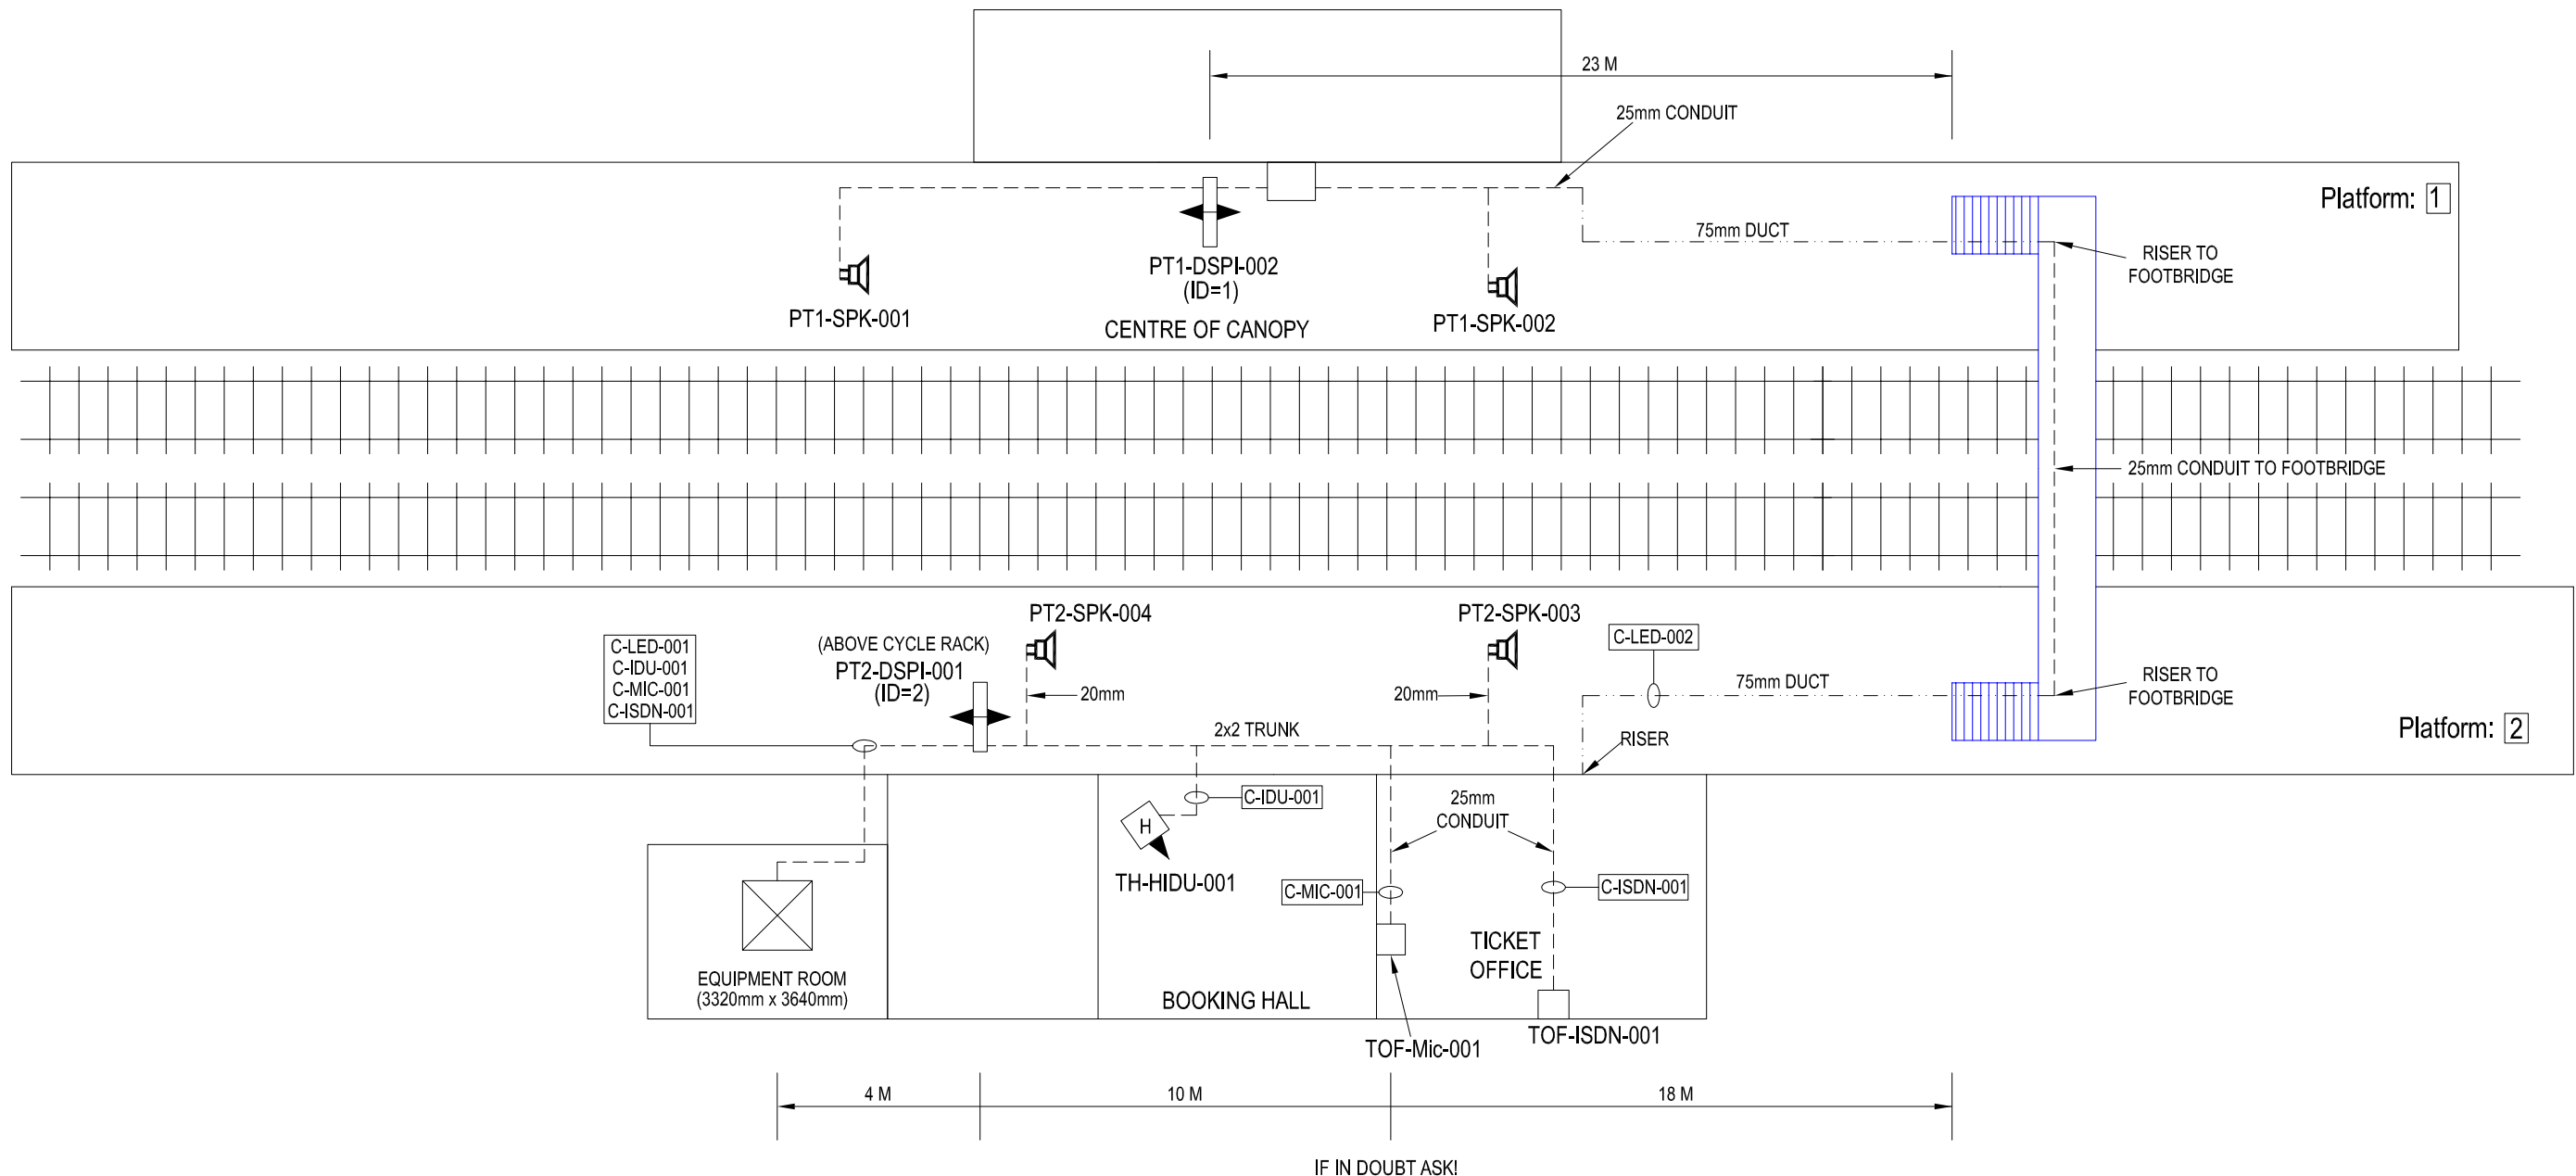 23 M
25mm CONDUIT
Platform: 1
75mm DUCT
RISER TO
FOOTBRIDGE
PT1-DSPI-002
(ID=1)
PT1-SPK-001
CENTRE OF CANOPY
PT1-SPK-002
25mm CONDUIT TO FOOTBRIDGE
PT2-SPK-004
PT2-SPK-003
C-LED-002
C-LED-001
C-IDU-001
C-MIC-001
C-ISDN-001
(ABOVE CYCLE RACK)
PT2-DSPI-001
(ID=2)
20mm
20mm
75mm DUCT
RISER TO
FOOTBRIDGE
2x2 TRUNK
RISER
Platform: 2
C-IDU-001
25mm
CONDUIT
H
TH-HIDU-001
C-MIC-001
C-ISDN-001
TICKET
OFFICE
EQUIPMENT ROOM
(3320mm x 3640mm)
BOOKING HALL
TOF-Mic-001
TOF-ISDN-001
4 M
10 M
18 M
IF IN DOUBT ASK!